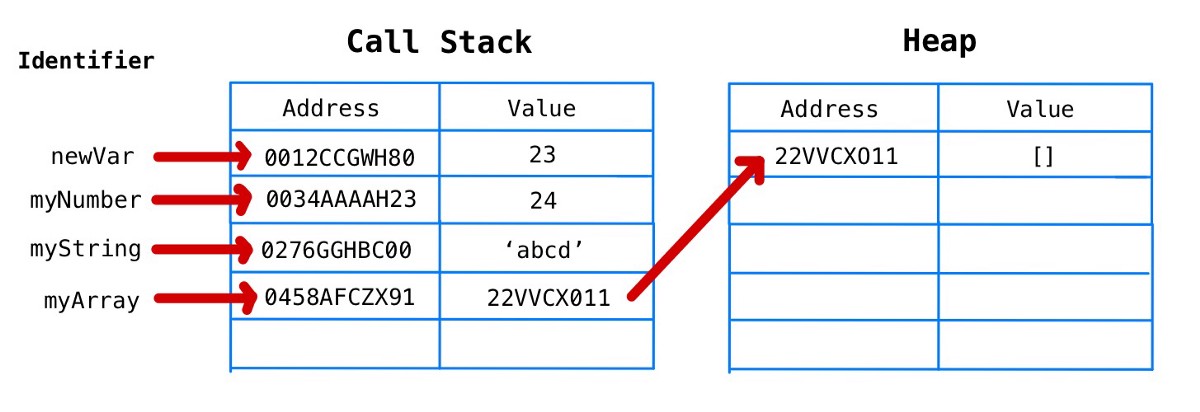 Call Stack Heap
Identifier
Address Value Address Value
newVar 0012CCGWH80 23 22VVCXO11 []
myNumber 0034AAAAH23 24
myString 0276GGHBC00 ‘abcd’
myArray 0458AFCZX91 22VVCX011